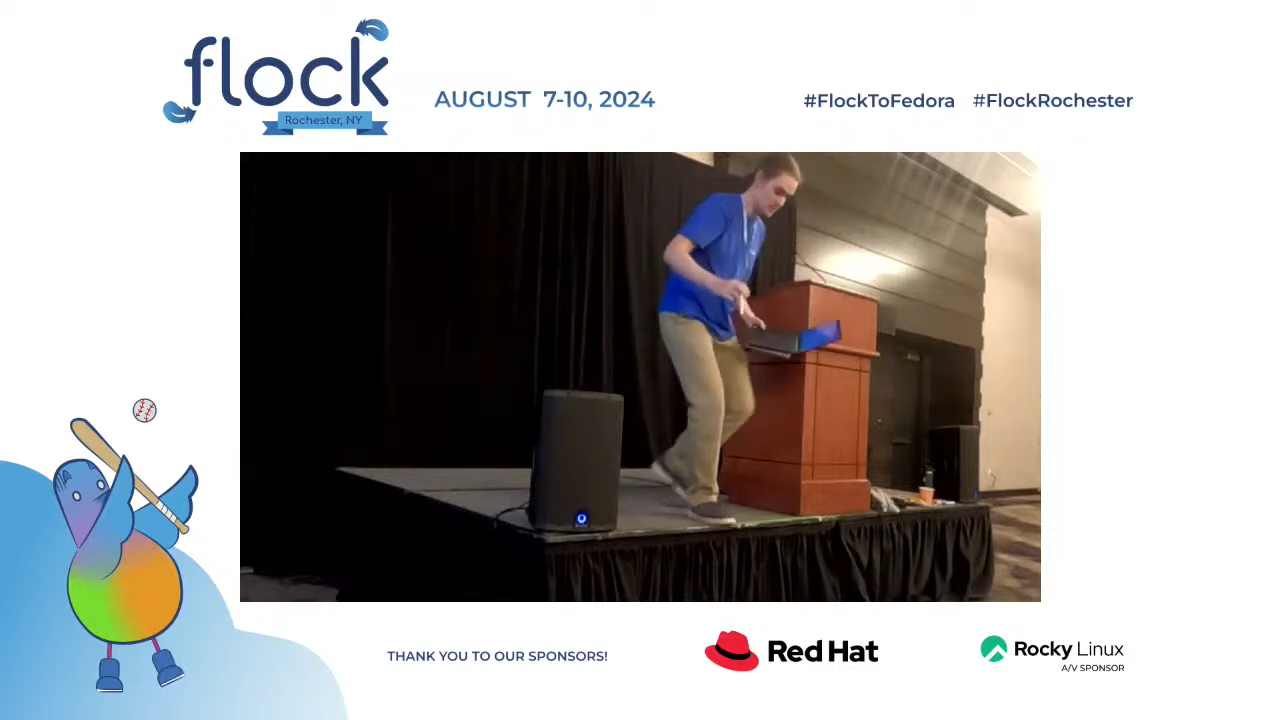 flock
Rochester, NY
AUGUST 7-10, 2024
#FlockToFedora #FlockRochester
THANK YOU TO OUR SPONSORS!
Red Hat
Rocky Linux
A/V SPONSOR